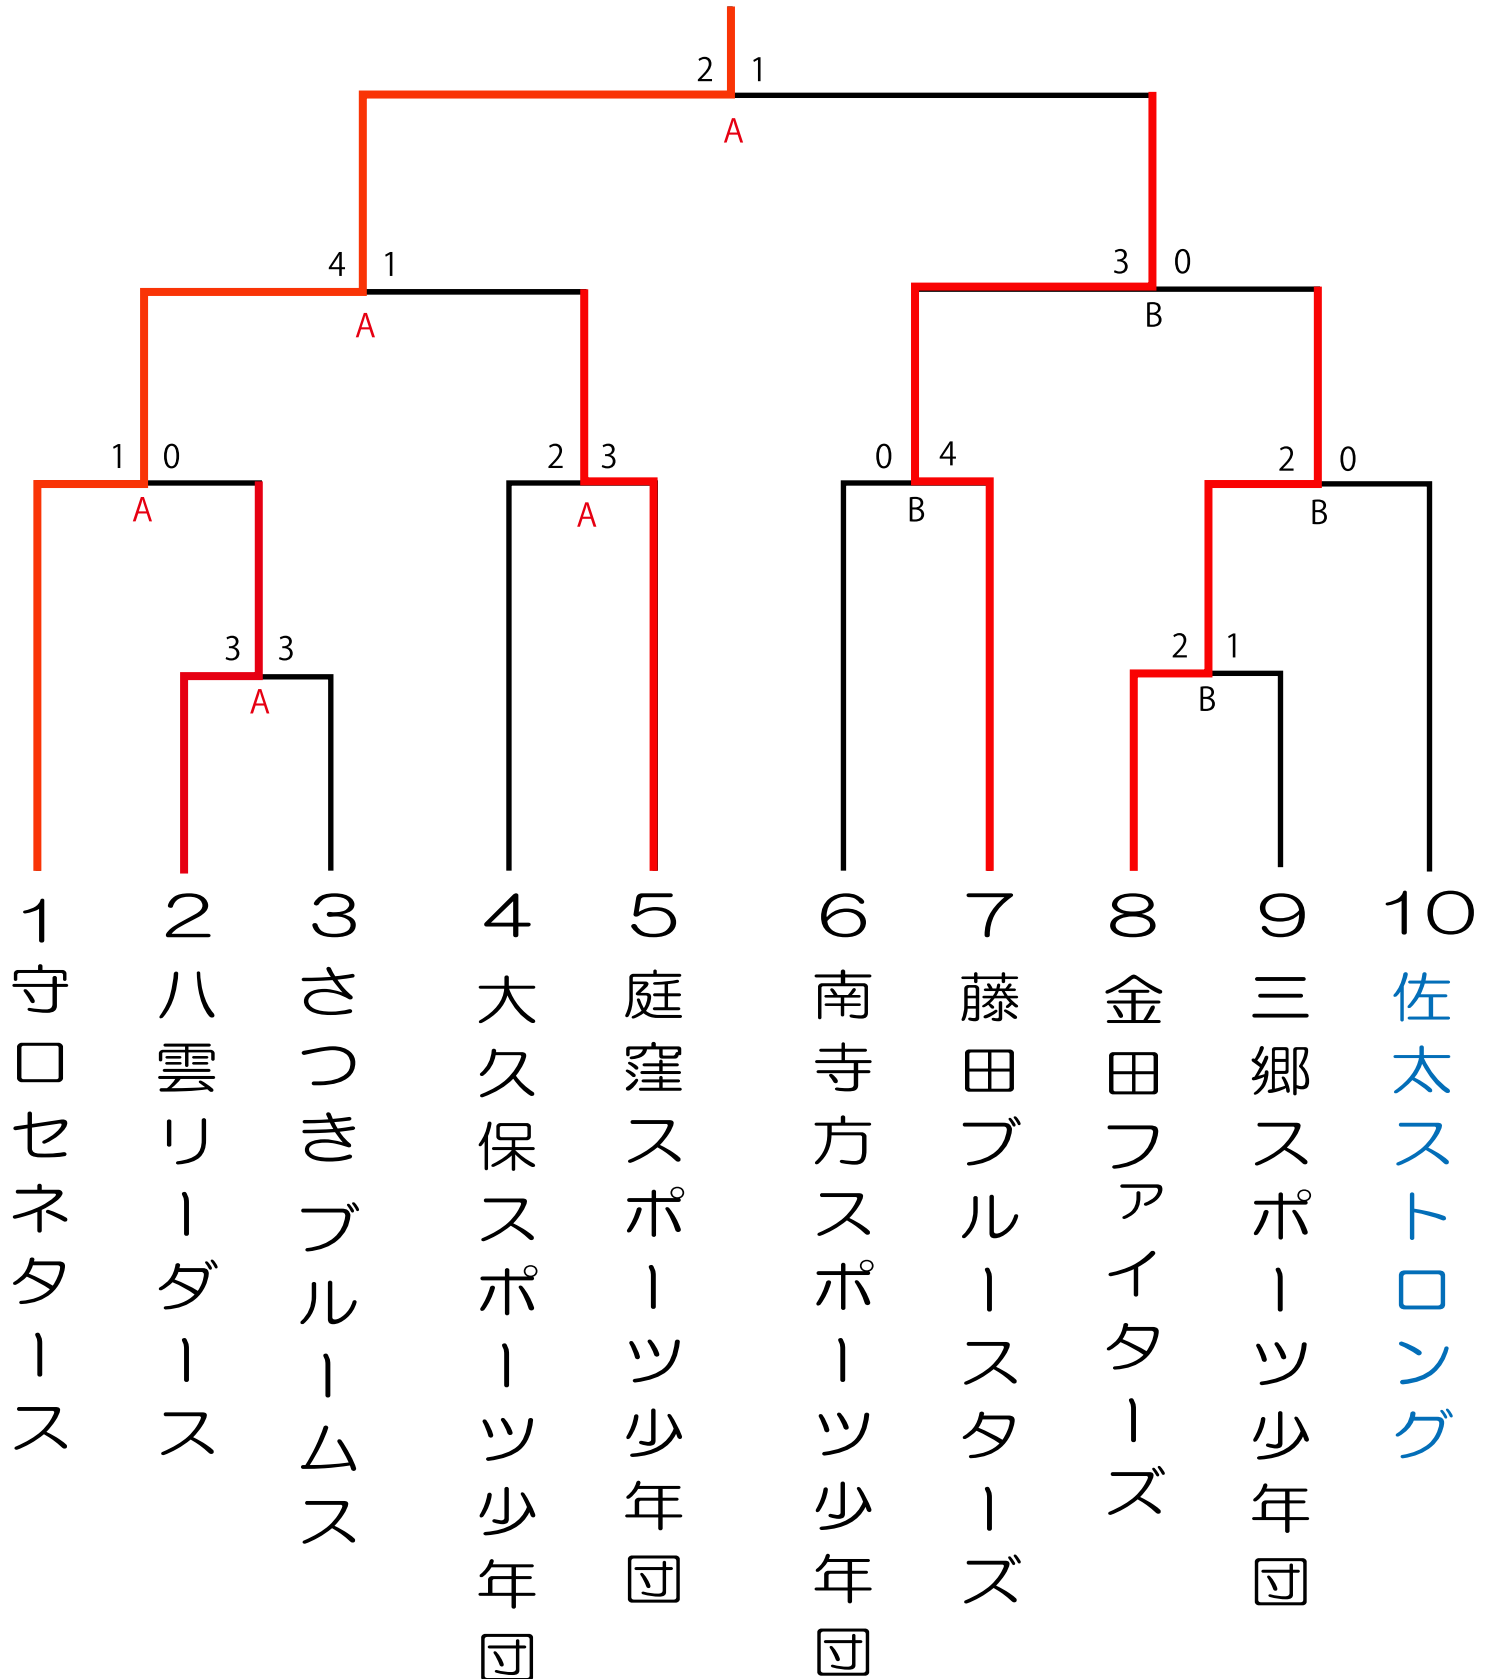 2 1
A
4 1
A
3 0
B
1 0
A
2 3
A
0 4
B
2 0
B
3 3
A
2 1
B
1
守口セネタース
2
八雲リーダース
3
さつきブルームス
4
大久保スポーツ少年団
5
庭窪スポーツ少年団
6
南寺方スポーツ少年団
7
藤田ブルースターズ
8
金田ファイターズ
9
三郷スポーツ少年団
10
佐太ストロング